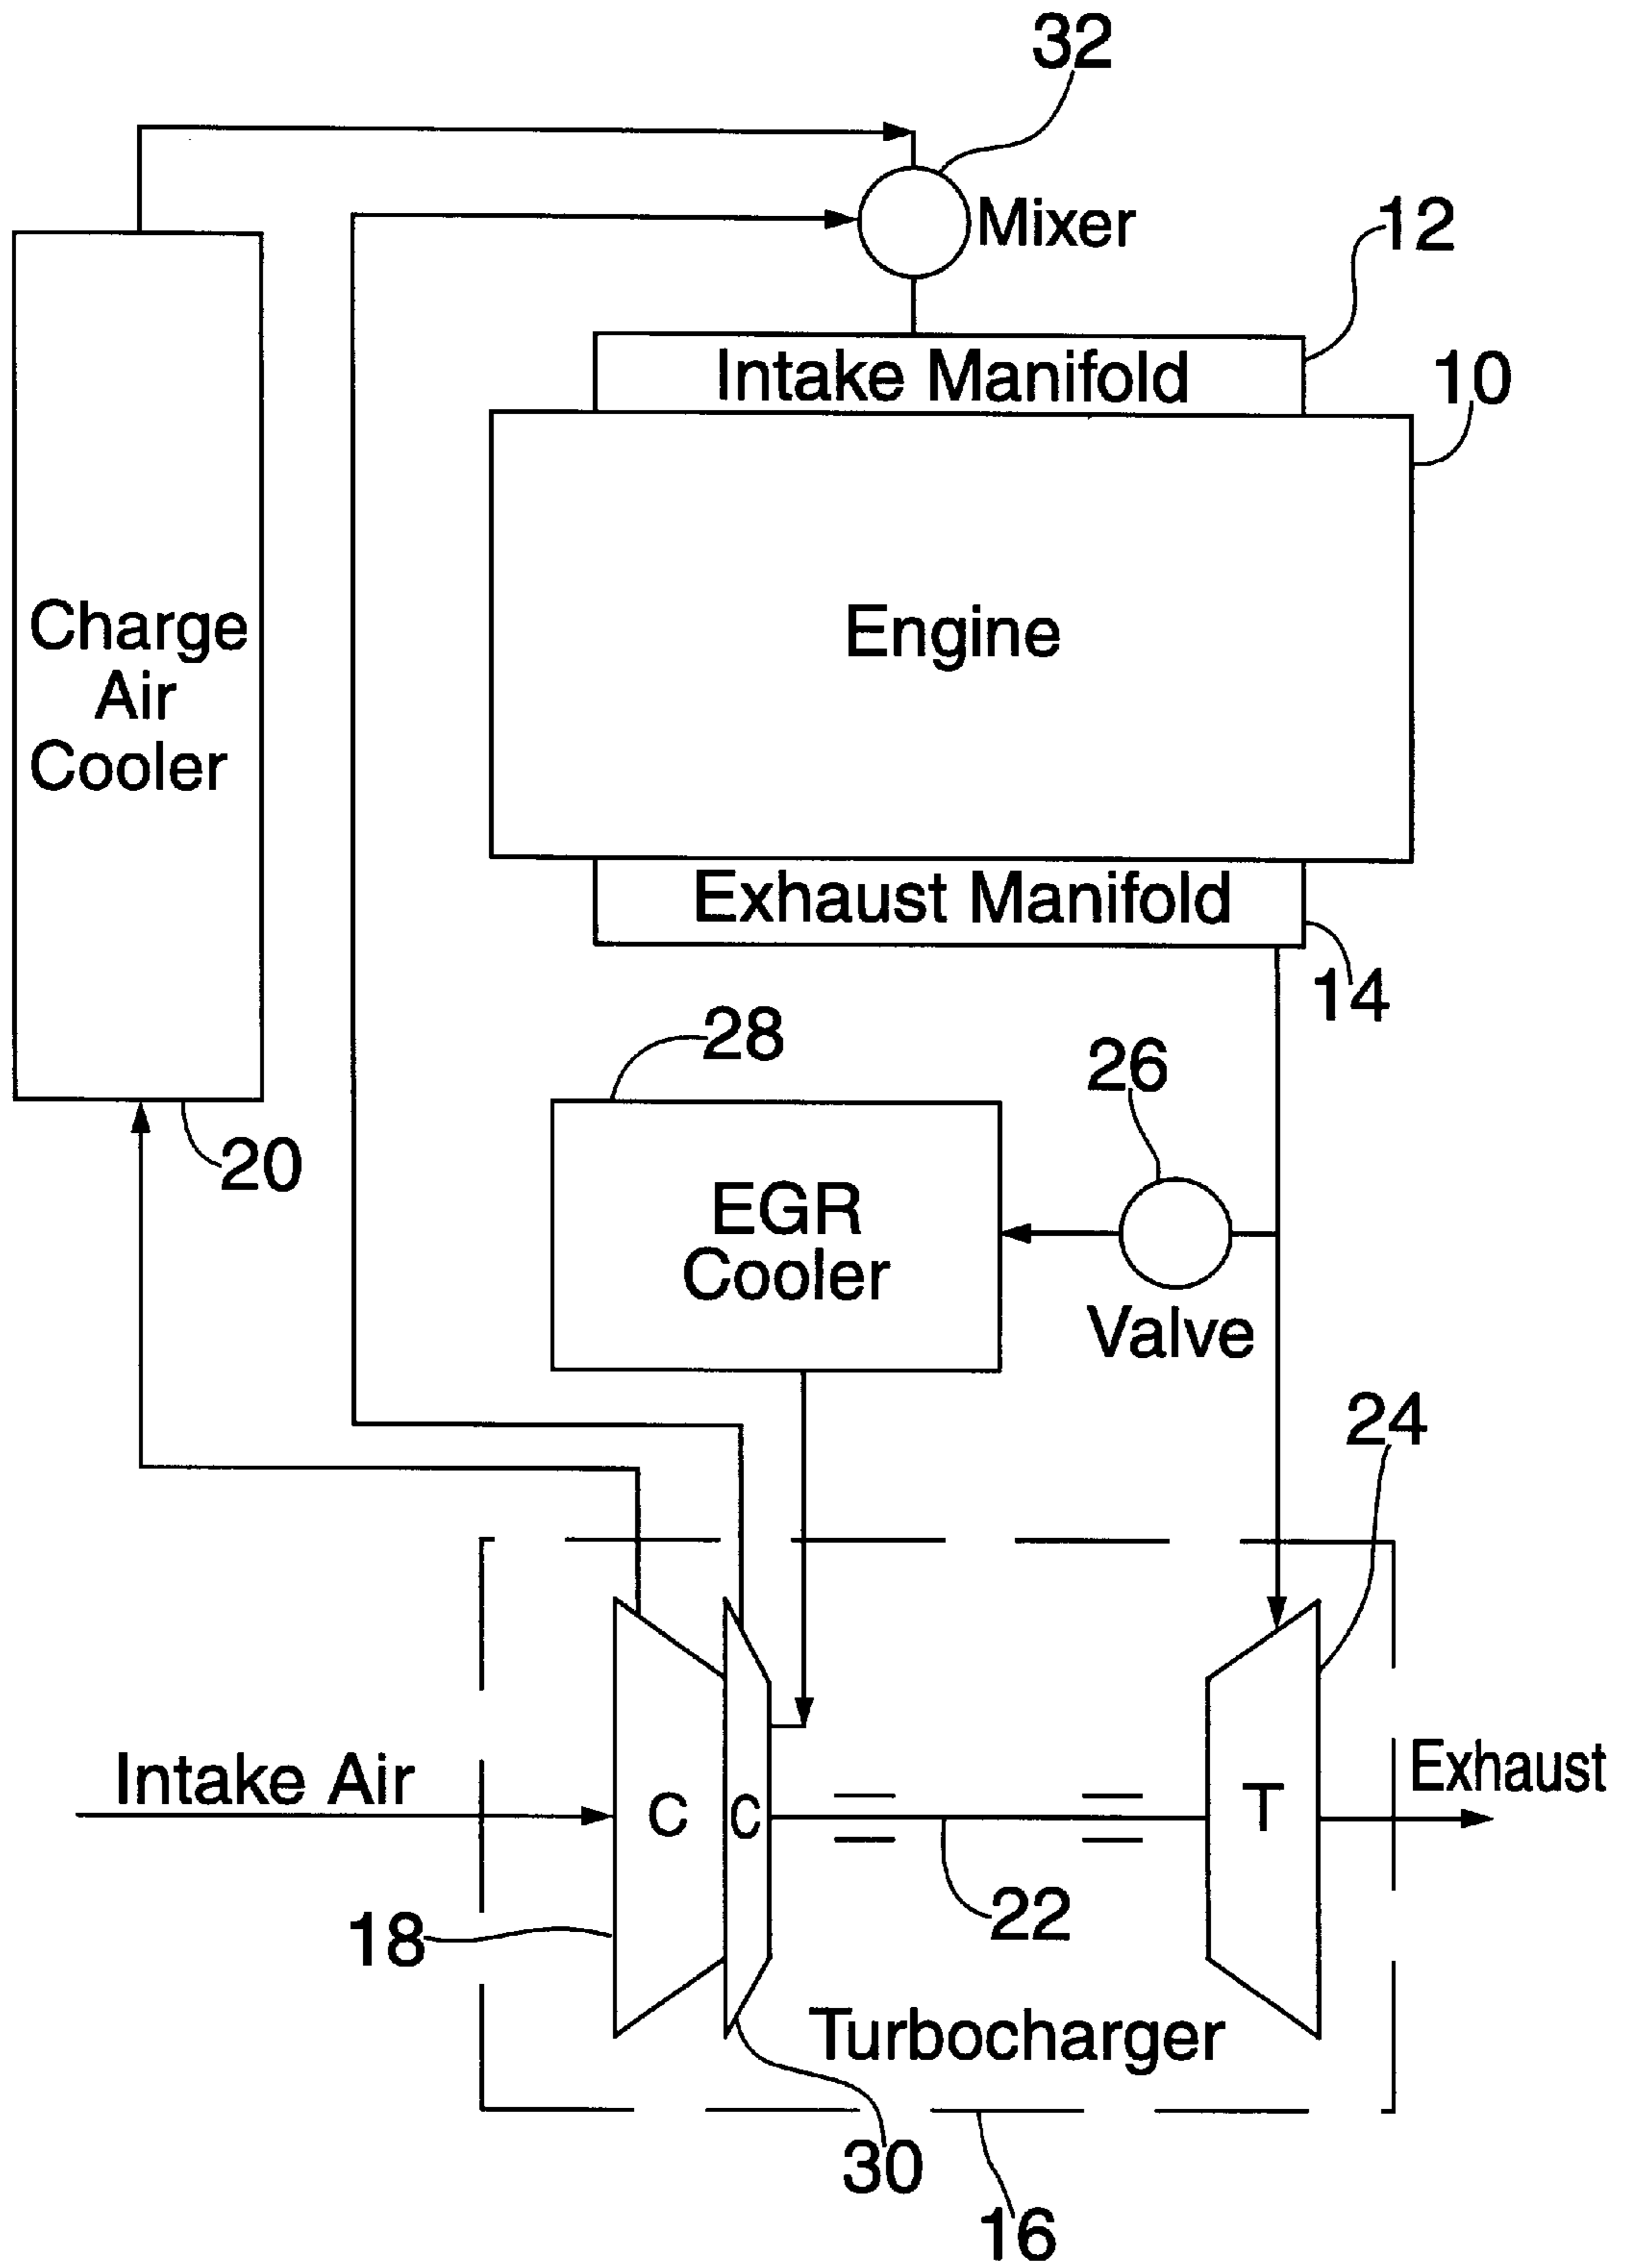 32
Mixer
12
Intake Manifold
10
Charge
Air
Cooler
Engine
Exhaust Manifold
14
28
26
20
EGR
Cooler
Valve
24
Intake Air
C
C
T
Exhaust
22
18
Turbocharger
30
16